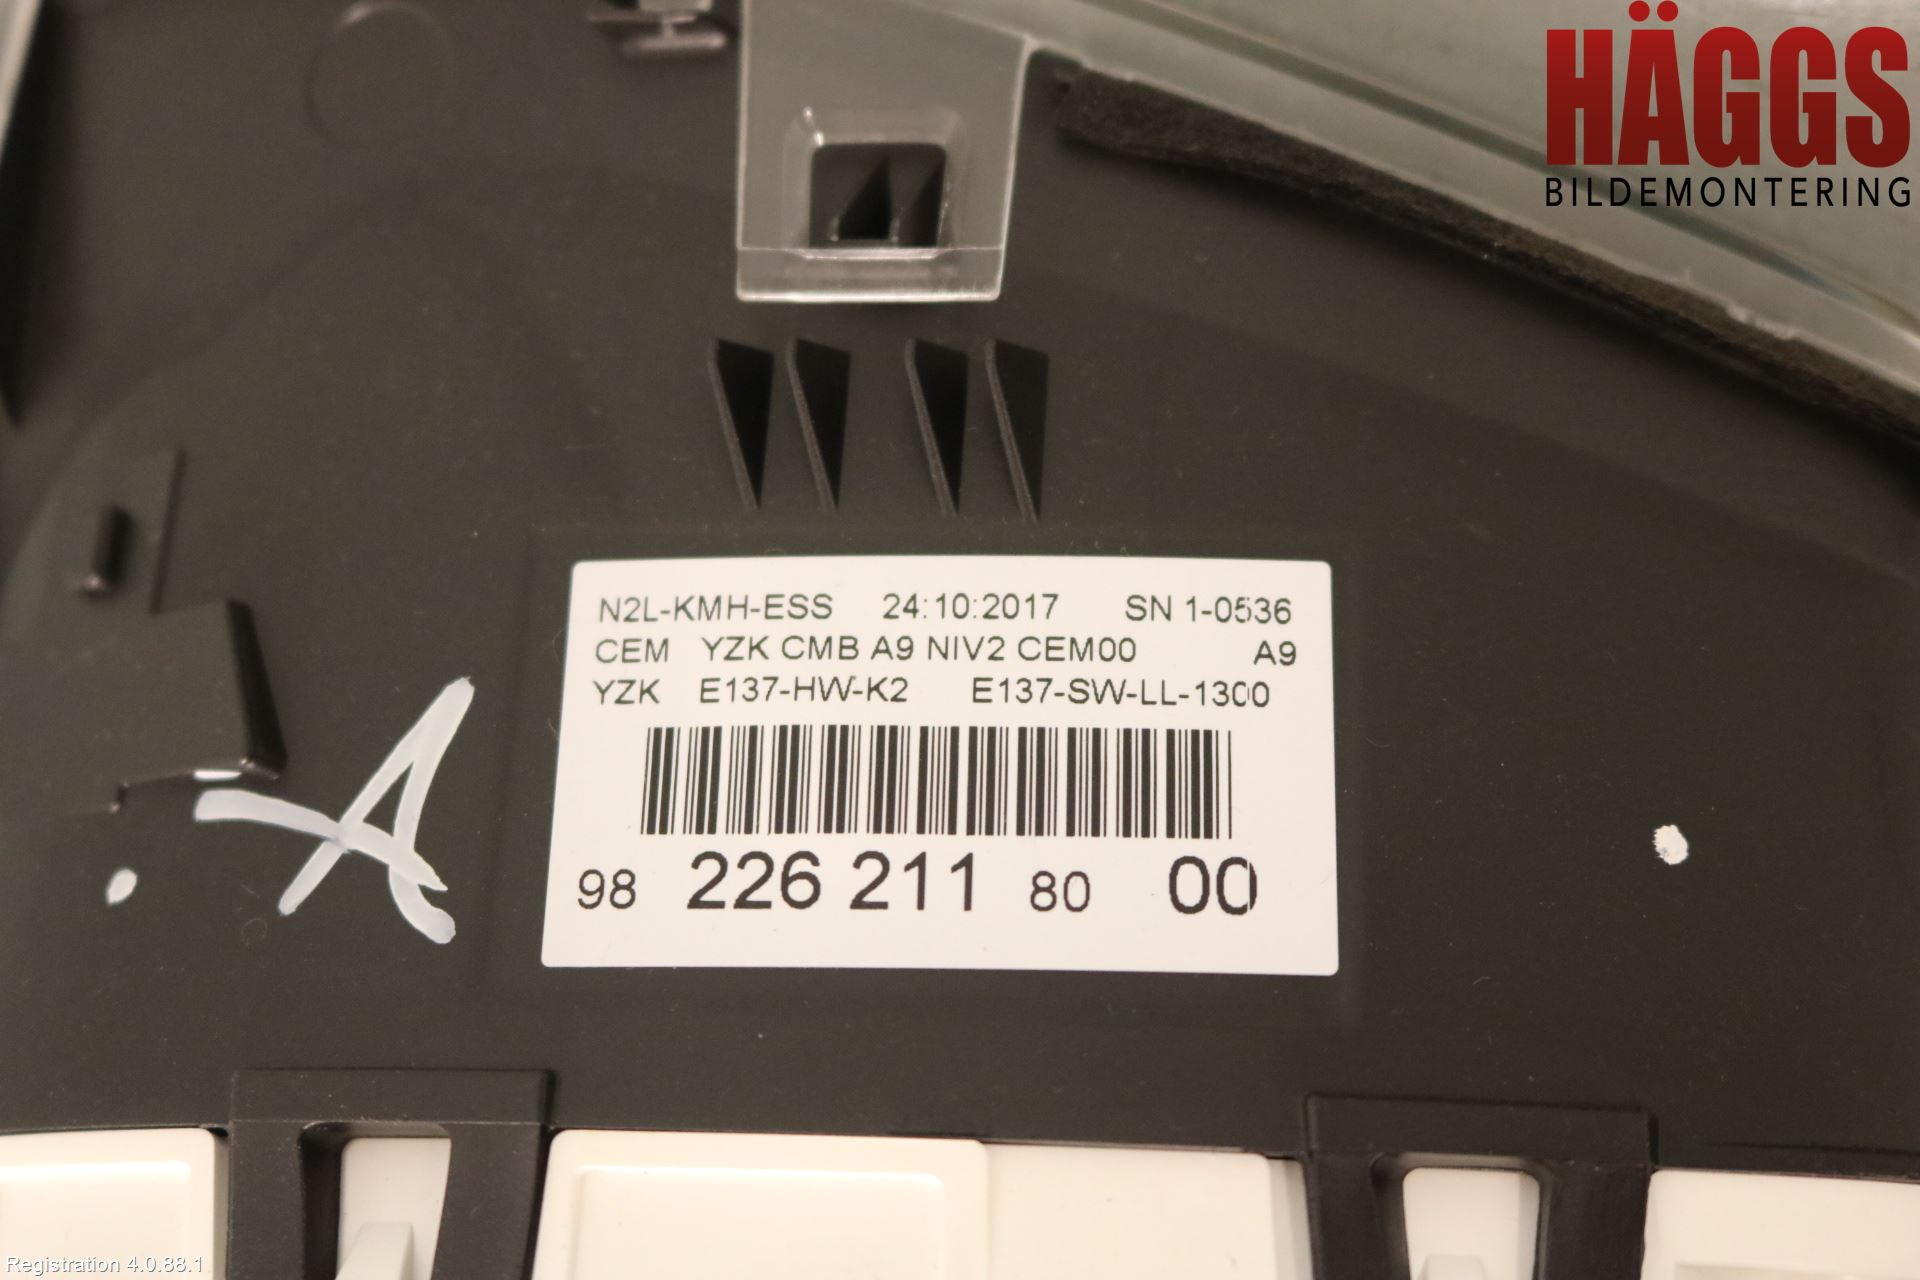 HÄGGS
BILDEMONTERING
N2L-KMH-ESS 24:10:2017 SN 1-0536
CEM YZK CMB A9 NIV2 CEM00 A9
YZK E137-HW-K2 E137-SW-LL-1300
98 226 211 80 00
A
Registration 4.0.88.1